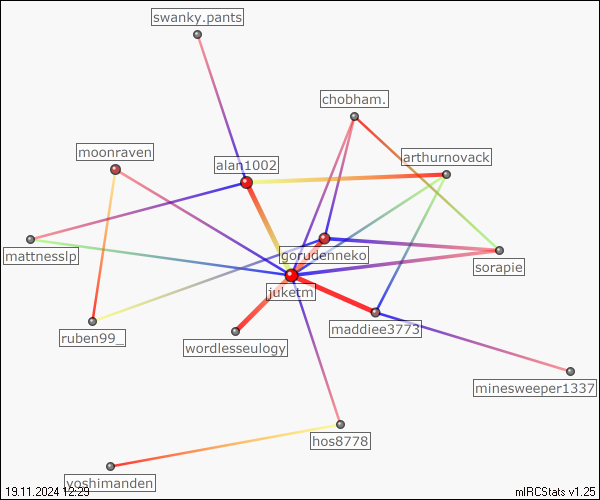 swanky.pants
chobham.
moonraven
arthurnovack
alan1002
mattnesslp
gorudenneko
sorapie
juketm
ruben99_
maddiee3773
wordlesseulogy
minesweeper1337
hos8778
yoshimanden
19.11.2024 12:29
mIRCStats v1.25